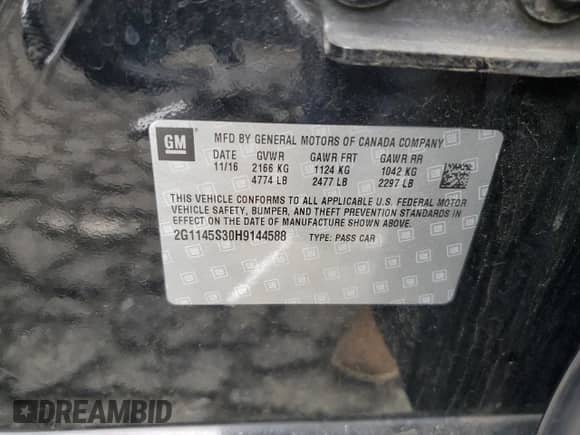 GM
MFD BY GENERAL MOTORS OF CANADA COMPANY
DATE GVWR GAWR FRT GAWR RR
11/16 2166 KG 1124 KG 1042 KG
4774 LB 2477 LB 2297 LB
THIS VEHICLE CONFORMS TO ALL APPLICABLE U.S. FEDERAL MOTOR
VEHICLE SAFETY, BUMPER, AND THEFT PREVENTION STANDARDS IN
EFFECT ON THE DATE OF MANUFACTURE SHOWN ABOVE.
2G1145S30H9144588 TYPE: PASS CAR
DREAMBID